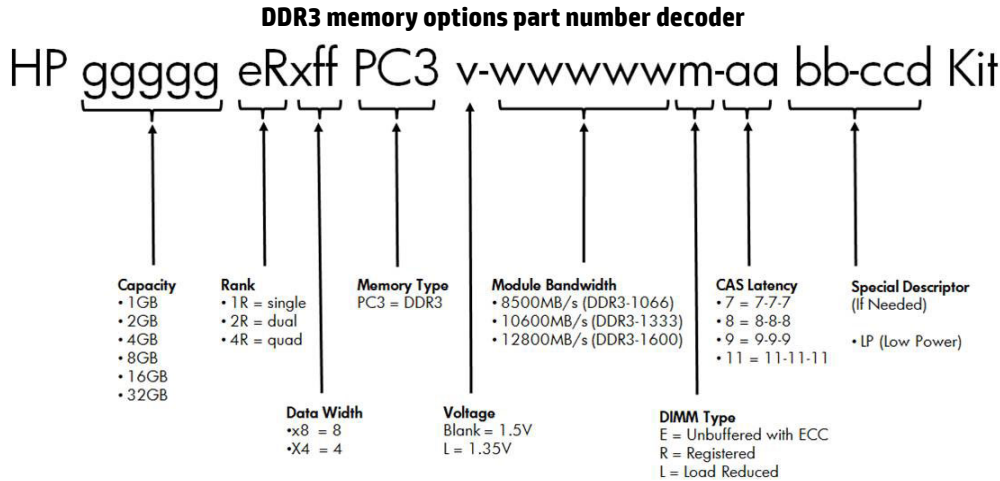 DDR3 memory options part number decoder
HP ggggg eRxff PC3 v-wwwwwm-aa bb-ccd Kit
Capacity
• 1GB
• 2GB
• 4GB
• 8GB
• 16GB
• 32GB
Rank
• 1R = single
• 2R = dual
• 4R = quad
Memory Type
PC3 = DDR3
Module Bandwidth
• 8500MB/s (DDR3-1066)
• 10600MB/s (DDR3-1333)
• 12800MB/s (DDR3-1600)
CAS Latency
• 7 = 7-7-7
• 8 = 8-8-8
• 9 = 9-9-9
• 11 = 11-11-11
Special Descriptor
(If Needed)
• LP (Low Power)
Data Width
•x8 = 8
•X4 = 4
Voltage
Blank = 1.5V
L = 1.35V
DIMM Type
E = Unbuffered with ECC
R = Registered
L = Load Reduced